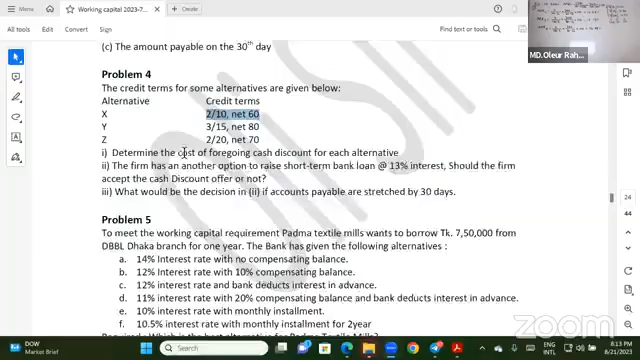 Working capital 2023-7...
All tools Edit Convert Sign
Find text or tools
MD.Oleur Rah...
(c) The amount payable on the 30th day
Problem 4
The credit terms for some alternatives are given below:
Alternative Credit terms
X 2/10, net 60
Y 3/15, net 80
Z 2/20, net 70
i) Determine the cost of foregoing cash discount for each alternative
ii) The firm has an another option to raise short-term bank loan @ 13% interest, Should the firm
accept the cash Discount offer or not?
iii) What would be the decision in (ii) if accounts payable are stretched by 30 days.
Problem 5
To meet the working capital requirement Padma textile mills wants to borrow Tk. 7,50,000 from
DBBL Dhaka branch for one year. The Bank has given the following alternatives:
a. 14% Interest rate with no compensating balance.
b. 12% Interest rate with 10% compensating balance.
c. 12% interest rate and bank deducts interest in advance.
d. 11% interest rate with 20% compensating balance and bank deducts interest in advance.
e. 10% interest rate with monthly installment.
f. 10.5% interest rate with monthly installment for 2year
24
44
be.live
DOW
Market Brief
Search
ENG
INTL
8:13 PM
8/21/20